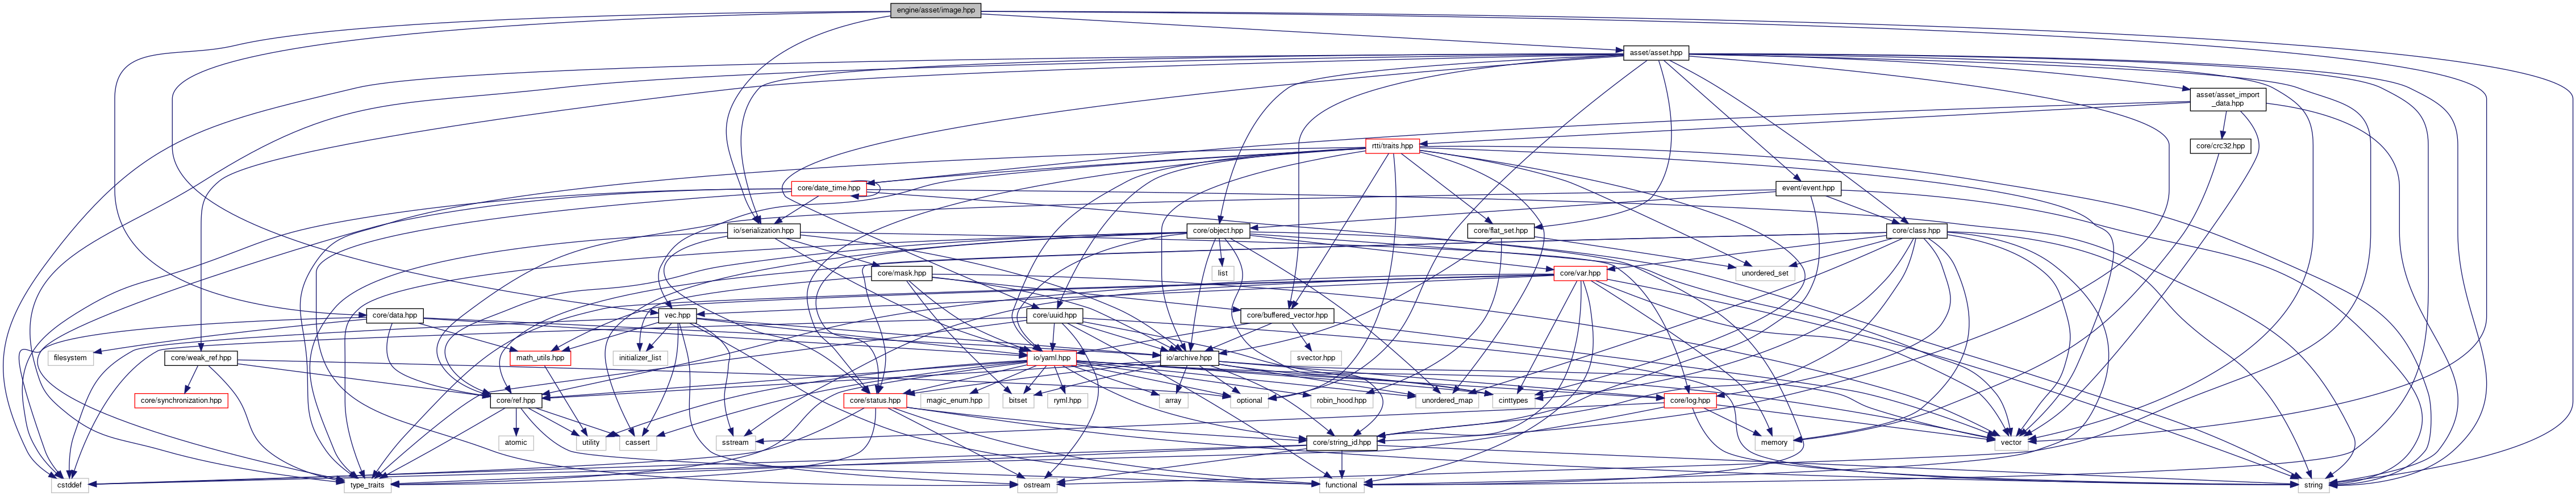 engine/asset/image.hpp
asset/asset.hpp
asset/asset_import
_data.hpp
rtti/traits.hpp
core/crc32.hpp
core/date_time.hpp
event/event.hpp
io/serialization.hpp
core/object.hpp
core/flat_set.hpp
core/class.hpp
core/mask.hpp
list
core/var.hpp
unordered_set
core/data.hpp
vec.hpp
core/uuid.hpp
core/buffered_vector.hpp
filesystem
core/weak_ref.hpp
math_utils.hpp
initializer_list
io/yaml.hpp
io/archive.hpp
svector.hpp
core/synchronization.hpp
core/ref.hpp
core/status.hpp
magic_enum.hpp
bitset
ryml.hpp
array
optional
robin_hood.hpp
unordered_map
cinttypes
core/log.hpp
atomic
utility
cassert
sstream
core/string_id.hpp
memory
vector
cstddef
type_traits
ostream
functional
string